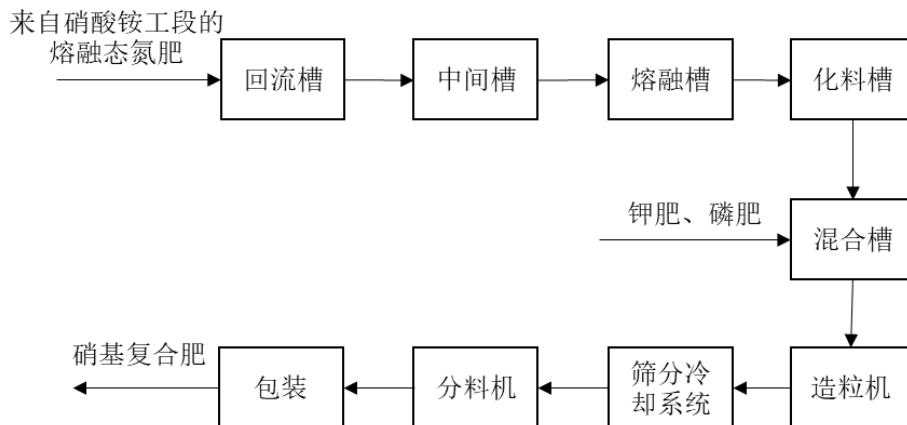 来自硝酸铵工段的
熔融态氮肥
回流槽
中间槽
熔融槽
化料槽
钾肥、磷肥
混合槽
硝基复合肥
包装
分料机
筛分冷
却系统
造粒机